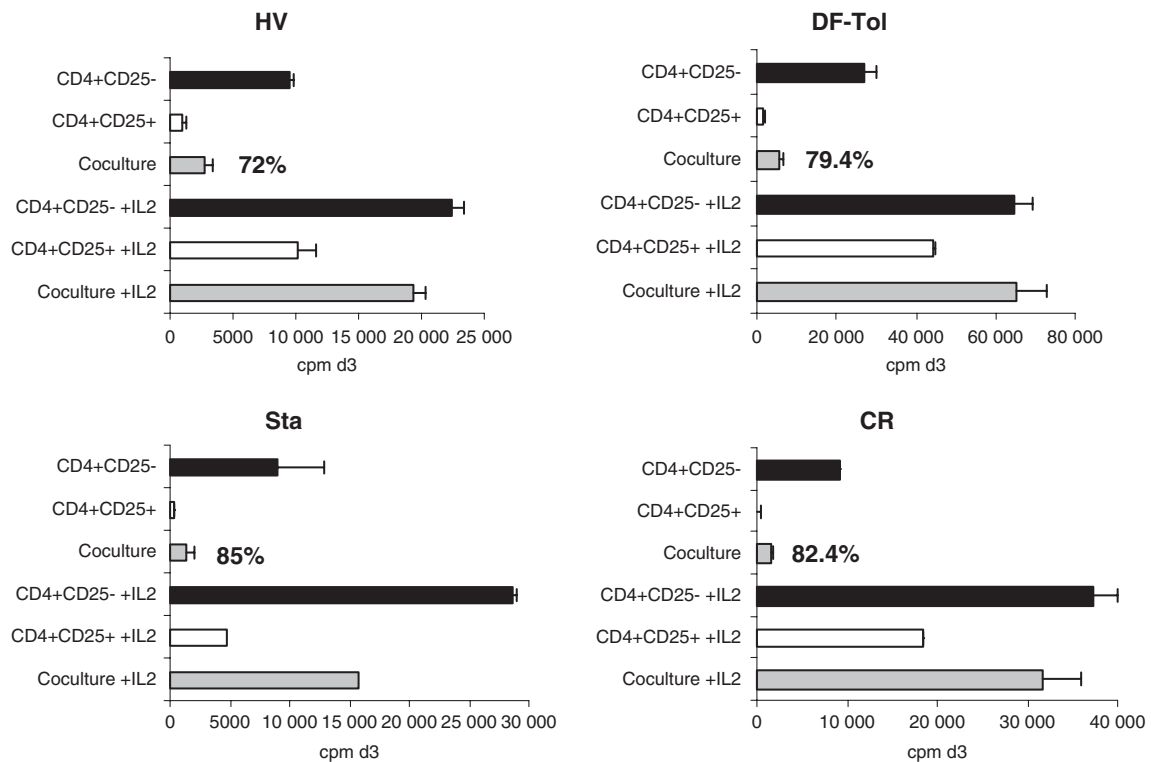 HV
CD4+CD25-
CD4+CD25+
Coculture 72%
CD4+CD25- +IL2
CD4+CD25+ +IL2
Coculture +IL2
0 5000 10 000 15 000 20 000 25 000
cpm d3
DF-Tol
CD4+CD25-
CD4+CD25+
Coculture 79.4%
CD4+CD25- +IL2
CD4+CD25+ +IL2
Coculture +IL2
0 20 000 40 000 60 000 80 000
cpm d3
Sta
CD4+CD25-
CD4+CD25+
Coculture 85%
CD4+CD25- +IL2
CD4+CD25+ +IL2
Coculture +IL2
0 5000 10 000 15 000 20 000 25 000 30 000
cpm d3
CR
CD4+CD25-
CD4+CD25+
Coculture 82.4%
CD4+CD25- +IL2
CD4+CD25+ +IL2
Coculture +IL2
0 10 000 20 000 30 000 40 000
cpm d3